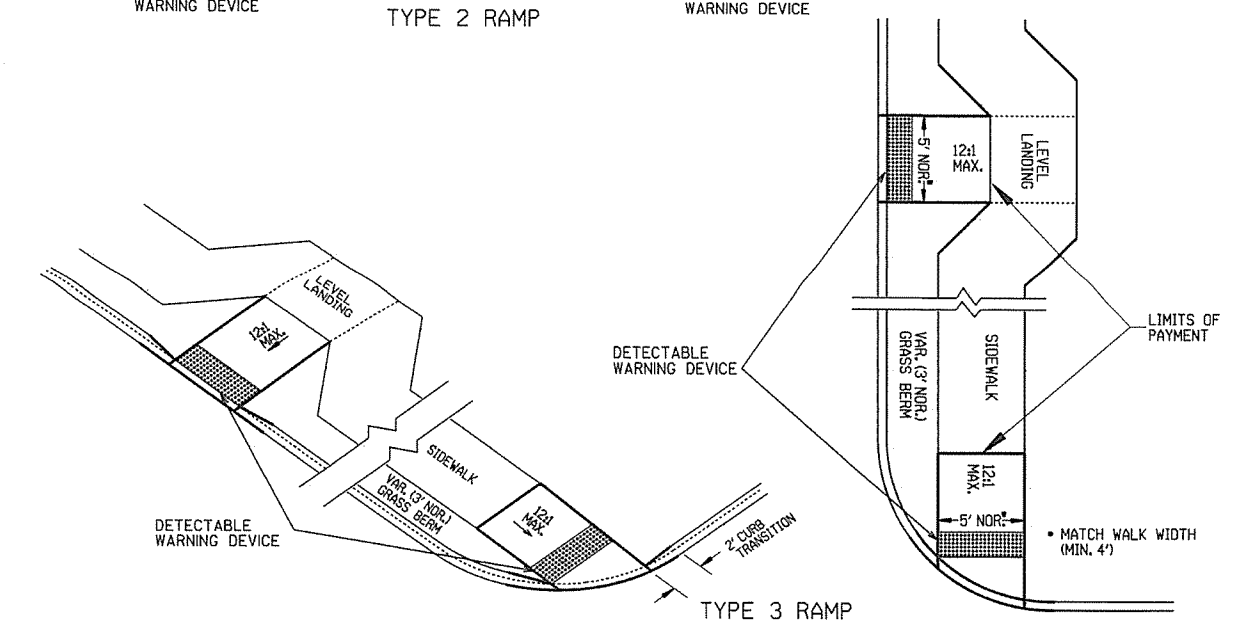 WARNING DEVICE
TYPE 2 RAMP
WARNING DEVICE
LEVEL
LANDING
12:1
MAX.
SIDEWALK
VAR. (3' NOR.)
GRASS BERM
12:1
MAX.
DETECTABLE
WARNING DEVICE
2' CURB
TRANSITION
TYPE 3 RAMP
5' NOR.*
12:1
MAX.
LEVEL
LANDING
DETECTABLE
WARNING DEVICE
VAR. (3' NOR.)
GRASS BERM
SIDEWALK
LIMITS OF
PAYMENT
12:1
MAX.
5' NOR.*
* MATCH WALK WIDTH
(MIN. 4')